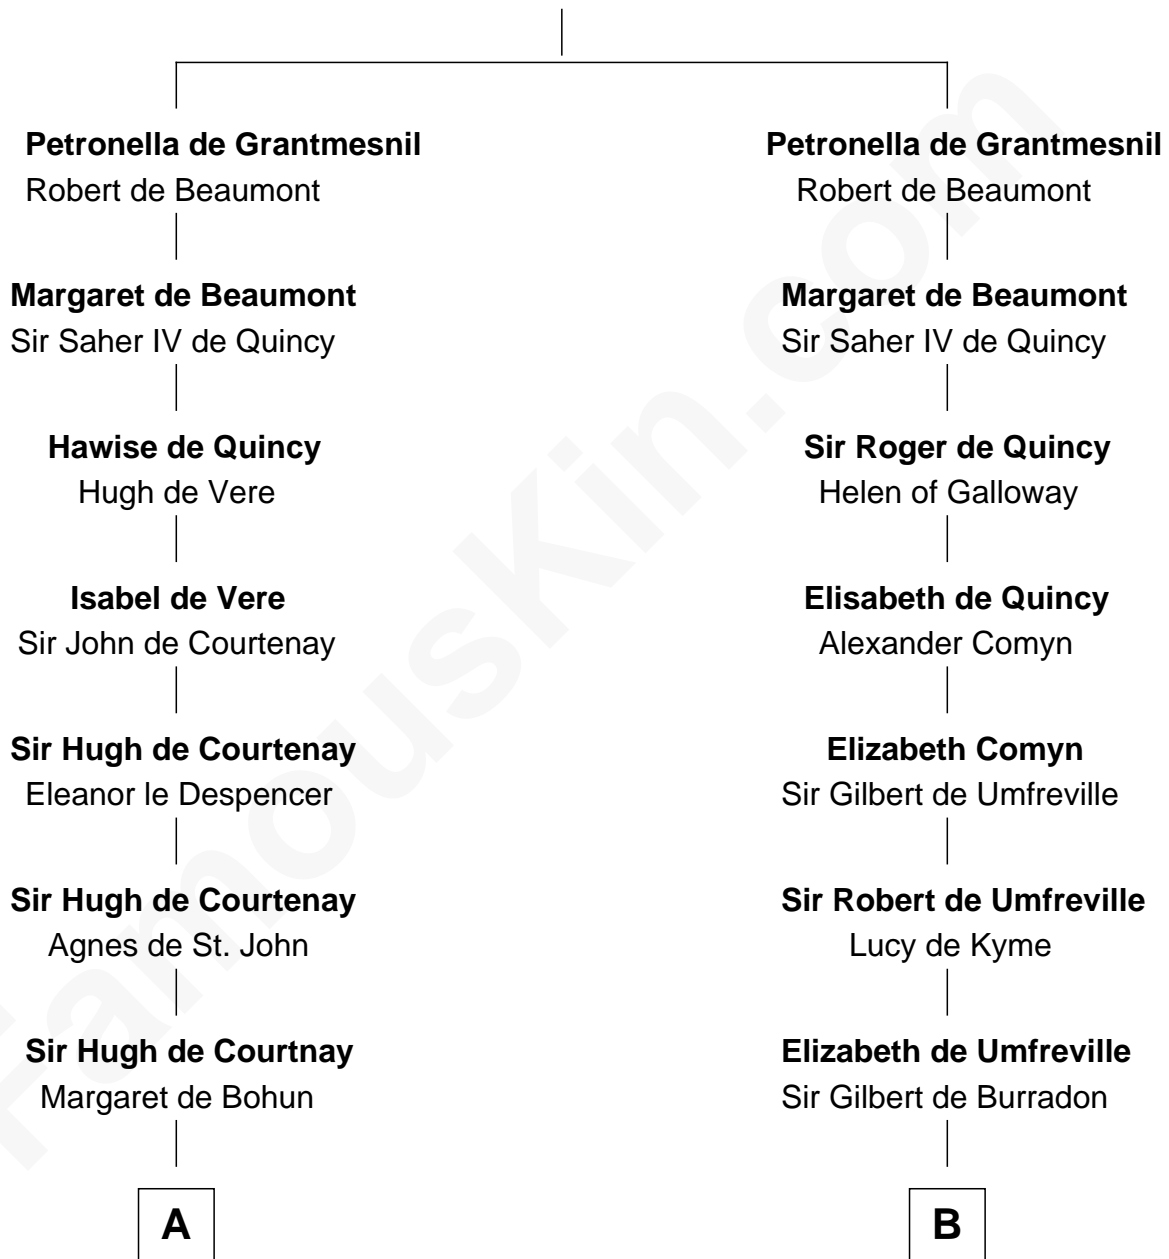 Petronella de Grantmesnil
Robert de Beaumont
Margaret de Beaumont
Sir Saher IV de Quincy
Hawise de Quincy
Hugh de Vere
Isabel de Vere
Sir John de Courtenay
Sir Hugh de Courtenay
Eleanor le Despencer
Sir Hugh de Courtenay
Agnes de St. John
Sir Hugh de Courtnay
Margaret de Bohun
A
Petronella de Grantmesnil
Robert de Beaumont
Margaret de Beaumont
Sir Saher IV de Quincy
Sir Roger de Quincy
Helen of Galloway
Elisabeth de Quincy
Alexander Comyn
Elizabeth Comyn
Sir Gilbert de Umfreville
Sir Robert de Umfreville
Lucy de Kyme
Elizabeth de Umfreville
Sir Gilbert de Burradon
B
FamousKin.com